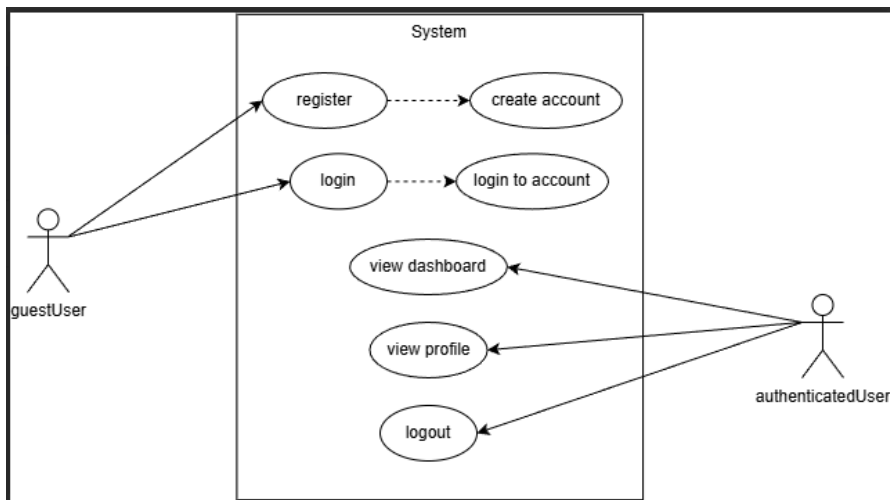 System
register
create account
login
login to account
view dashboard
guestUser
view profile
authenticatedUser
logout